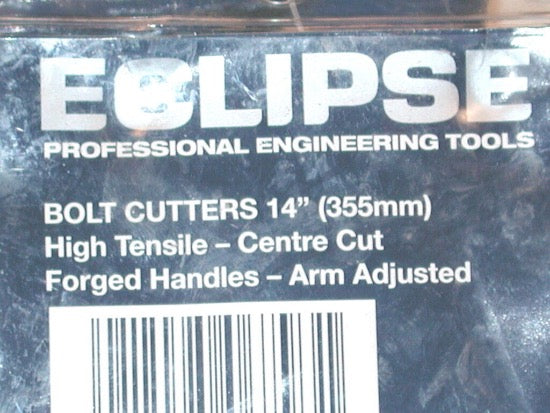 ECLIPSE
PROFESSIONAL ENGINEERING TOOLS
BOLT CUTTERS 14” (355mm)
High Tensile – Centre Cut
Forged Handles – Arm Adjusted